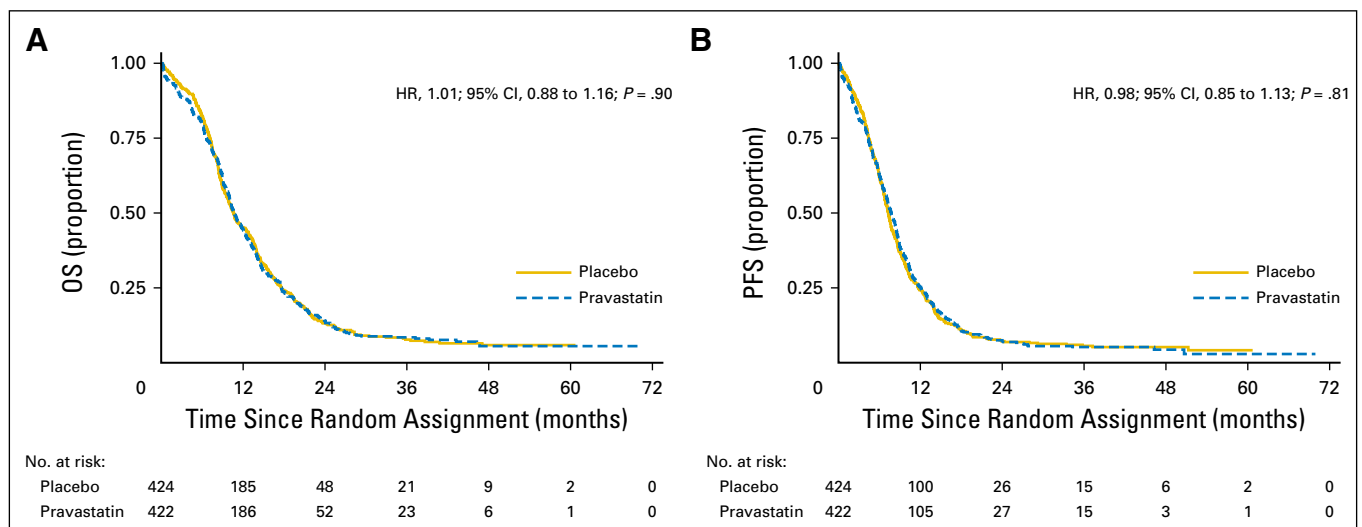 A
1.00
0.75
0.50
0.25
OS (proportion)
HR, 1.01; 95% CI, 0.88 to 1.16; P = .90
Placebo
Pravastatin
0 12 24 36 48 60 72
Time Since Random Assignment (months)
No. at risk:
Placebo 424 185 48 21 9 2 0
Pravastatin 422 186 52 23 6 1 0
B
1.00
0.75
0.50
0.25
PFS (proportion)
HR, 0.98; 95% CI, 0.85 to 1.13; P = .81
Placebo
Pravastatin
0 12 24 36 48 60 72
Time Since Random Assignment (months)
No. at risk:
Placebo 424 100 26 15 6 2 0
Pravastatin 422 105 27 15 3 1 0